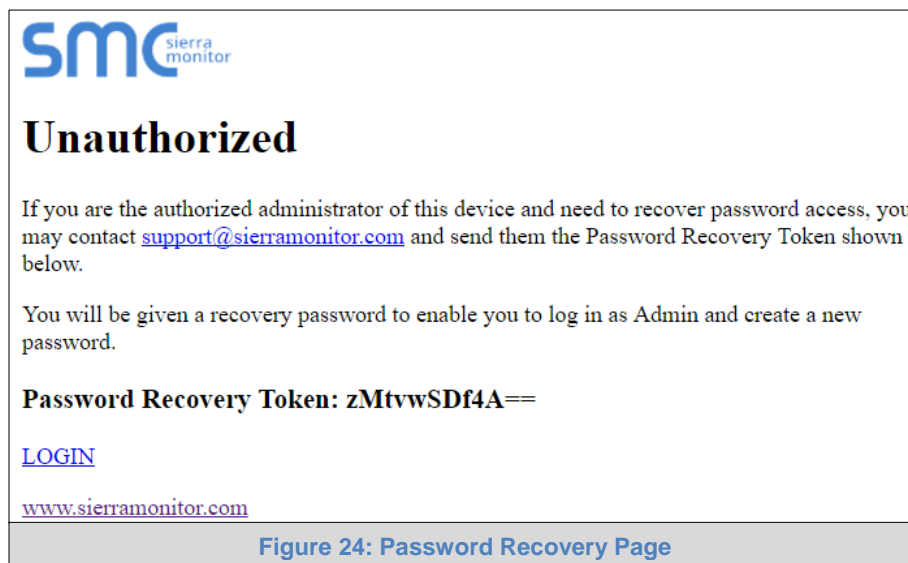 SMC sierra
monitor
Unauthorized
If you are the authorized administrator of this device and need to recover password access, you
may contact support@sierramonitor.com and send them the Password Recovery Token shown
below.
You will be given a recovery password to enable you to log in as Admin and create a new
password.
Password Recovery Token: zMtvwSDf4A==
LOGIN
www.sierramonitor.com
Figure 24: Password Recovery Page